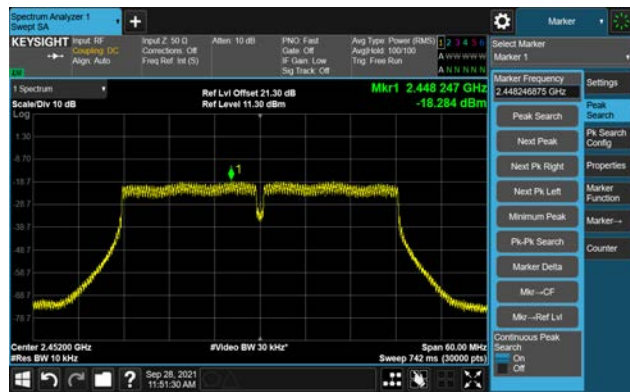 Spectrum Analyzer 1
Swept SA
Marker
KEYSIGHT
Input: RF
Coupling: DC
Align: Auto
Input Z: 50 Ω
Corrections: Off
Freq Ref: Int (S)
Atten: 10 dB
PNO: Fast
Gate: Off
IF Gain: Low
Sig Track: Off
Avg Type: Power (RMS)
Avg|Hold: 100/100
Trig: Free Run
1 2 3 4 5 6
A W W W W W
A N N N N N
Select Marker
Marker 1
1 Spectrum
Scale/Div 10 dB
Log
Ref Lvl Offset 21.30 dB
Ref Level 11.30 dBm
Mkr1 2.448 247 GHz
-18.284 dBm
1.30
-8.70
-18.7
-28.7
-38.7
-48.7
-58.7
-68.7
-78.7
1
Center 2.45200 GHz
#Res BW 10 kHz
#Video BW 30 kHz*
Span 60.00 MHz
Sweep 742 ms (30000 pts)
Marker Frequency
2.448246875 GHz
Peak Search
Next Peak
Next Pk Right
Next Pk Left
Minimum Peak
Pk-Pk Search
Marker Delta
Mkr→CF
Mkr→Ref Lvl
Continuous Peak
Search
On
Off
Settings
Peak
Search
Pk Search
Config
Properties
Marker
Function
Marker→
Counter
?
Sep 28, 2021
11:51:30 AM